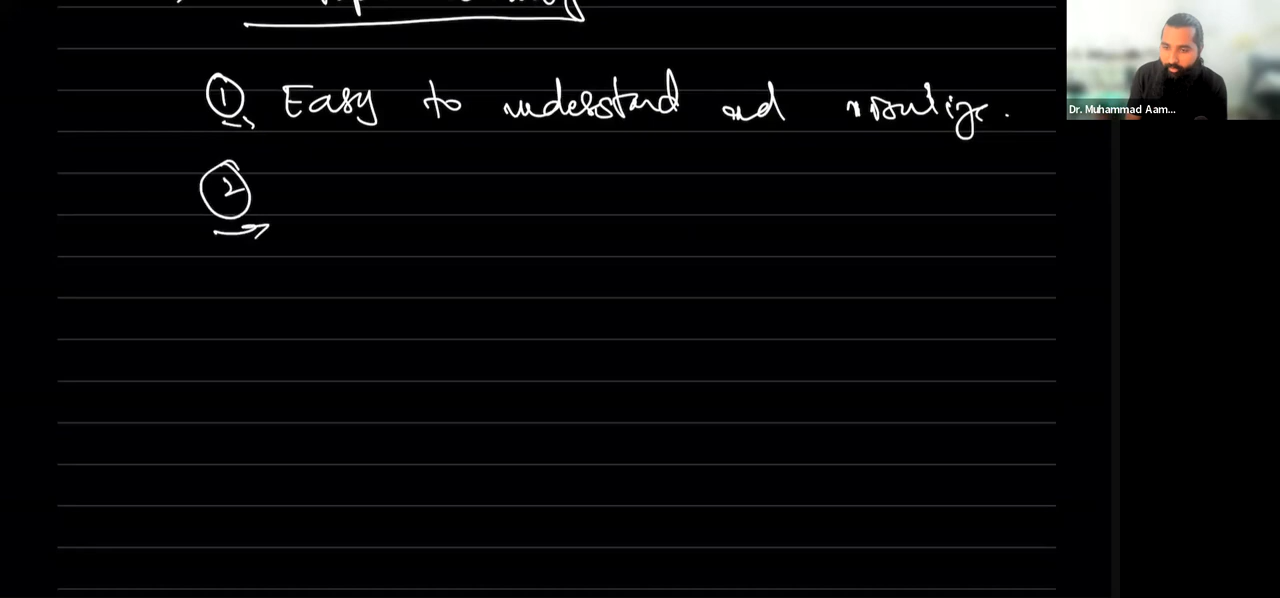 ① Easy to understand and visualize.
Dr. Muhammad Aam...
②